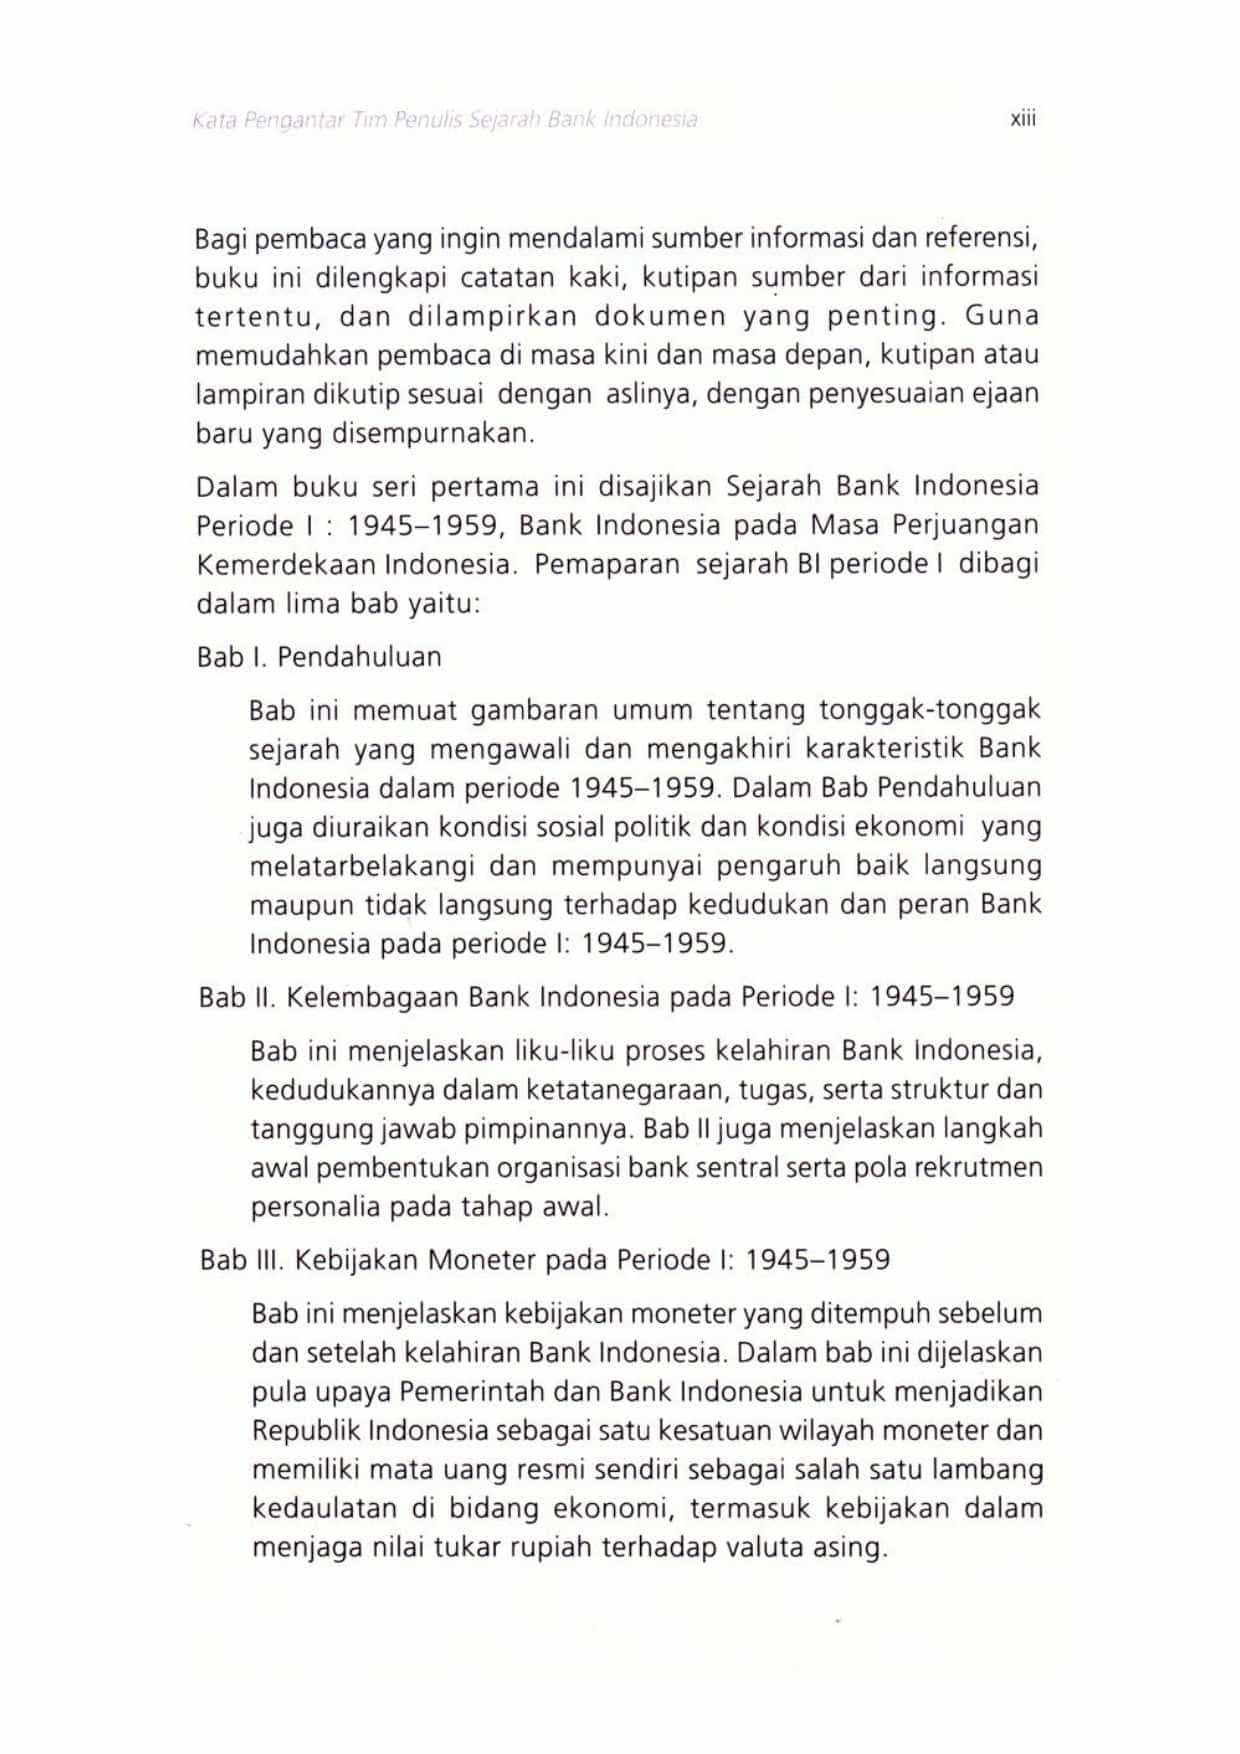 Kata Pengantar Tim Penulis Sejarah Bank Indonesia xiii
Bagi pembaca yang ingin mendalami sumber informasi dan referensi,
buku ini dilengkapi catatan kaki, kutipan sumber dari informasi
tertentu, dan dilampirkan dokumen yang penting. Guna
memudahkan pembaca di masa kini dan masa depan, kutipan atau
lampiran dikutip sesuai dengan aslinya, dengan penyesuaian ejaan
baru yang disempurnakan.
Dalam buku seri pertama ini disajikan Sejarah Bank Indonesia
Periode I : 1945–1959, Bank Indonesia pada Masa Perjuangan
Kemerdekaan Indonesia. Pemaparan sejarah BI periode I dibagi
dalam lima bab yaitu:
Bab I. Pendahuluan
Bab ini memuat gambaran umum tentang tonggak-tonggak
sejarah yang mengawali dan mengakhiri karakteristik Bank
Indonesia dalam periode 1945–1959. Dalam Bab Pendahuluan
juga diuraikan kondisi sosial politik dan kondisi ekonomi yang
melatarbelakangi dan mempunyai pengaruh baik langsung
maupun tidak langsung terhadap kedudukan dan peran Bank
Indonesia pada periode I: 1945–1959.
Bab II. Kelembagaan Bank Indonesia pada Periode I: 1945–1959
Bab ini menjelaskan liku-liku proses kelahiran Bank Indonesia,
kedudukannya dalam ketatanegaraan, tugas, serta struktur dan
tanggung jawab pimpinannya. Bab II juga menjelaskan langkah
awal pembentukan organisasi bank sentral serta pola rekrutmen
personalia pada tahap awal.
Bab III. Kebijakan Moneter pada Periode I: 1945–1959
Bab ini menjelaskan kebijakan moneter yang ditempuh sebelum
dan setelah kelahiran Bank Indonesia. Dalam bab ini dijelaskan
pula upaya Pemerintah dan Bank Indonesia untuk menjadikan
Republik Indonesia sebagai satu kesatuan wilayah moneter dan
memiliki mata uang resmi sendiri sebagai salah satu lambang
kedaulatan di bidang ekonomi, termasuk kebijakan dalam
menjaga nilai tukar rupiah terhadap valuta asing.